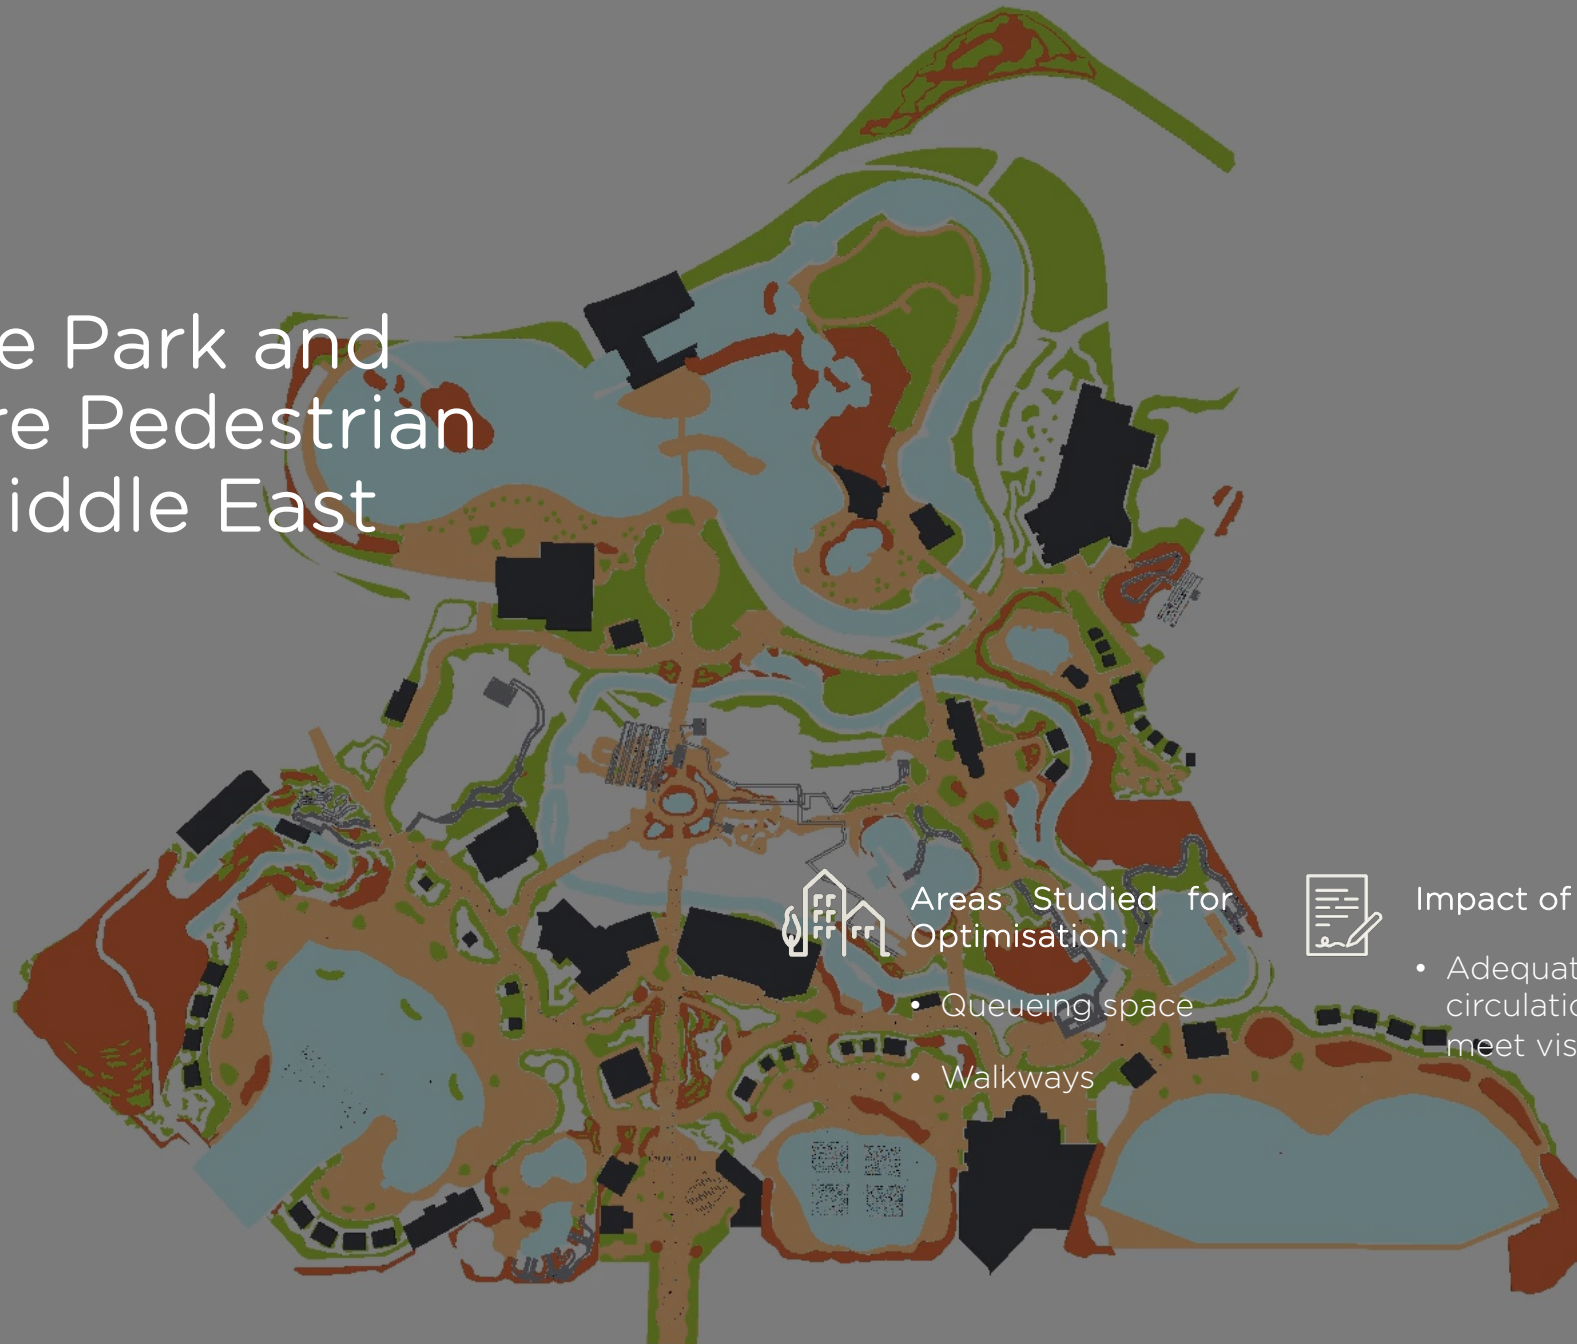 e Park and
re Pedestrian
iddle East
Areas Studied for
Optimisation:
• Queueing space
• Walkways
Impact of
• Adequat
circulatio
meet vis